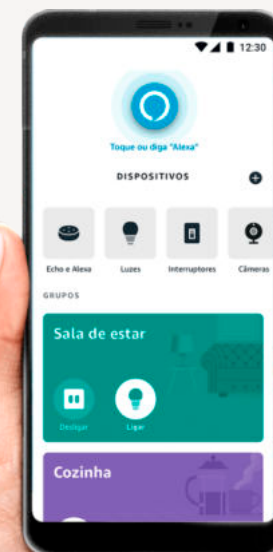 12:30
Toque ou diga "Alexa"
DISPOSITIVOS
Echo e Alexa
Luzes
Interruptores
Câmeras
GRUPOS
Sala de estar
Desligar
Ligar
Cozinha